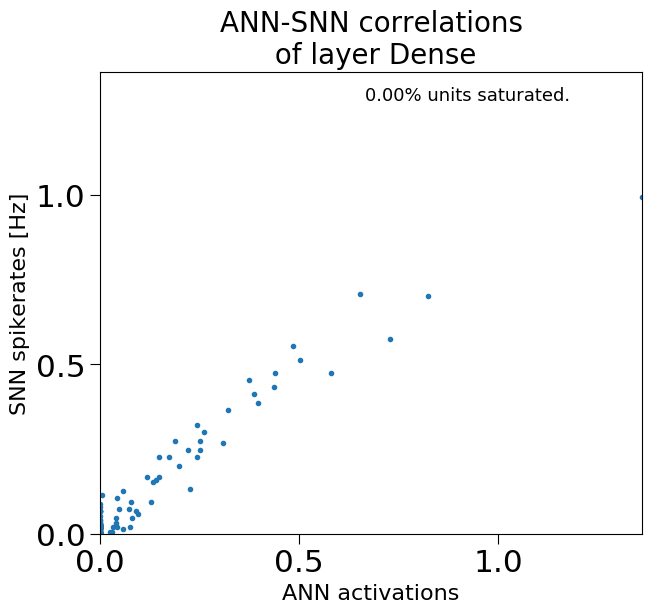 ANN-SNN correlations
of layer Dense
0.00% units saturated.
SNN spikerates [Hz]
1.0
0.5
0.0
0.0 0.5 1.0
ANN activations